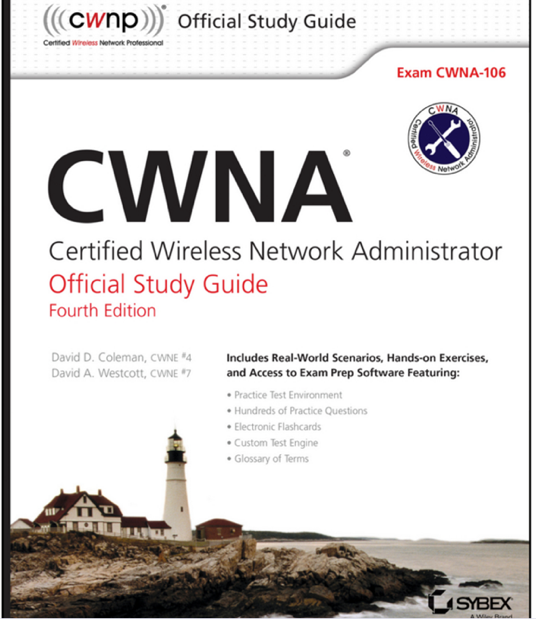 (((cwnp)))® Official Study Guide
Certified Wireless Network Professional
Exam CWNA-106
CWNA
Certified Wireless Network Administrator
CWNA®
Certified Wireless Network Administrator
Official Study Guide
Fourth Edition
David D. Coleman, CWNE #4
David A. Westcott, CWNE #7
Includes Real-World Scenarios, Hands-on Exercises,
and Access to Exam Prep Software Featuring:
• Practice Test Environment
• Hundreds of Practice Questions
• Electronic Flashcards
• Custom Test Engine
• Glossary of Terms
SYBEX
A Wiley Brand